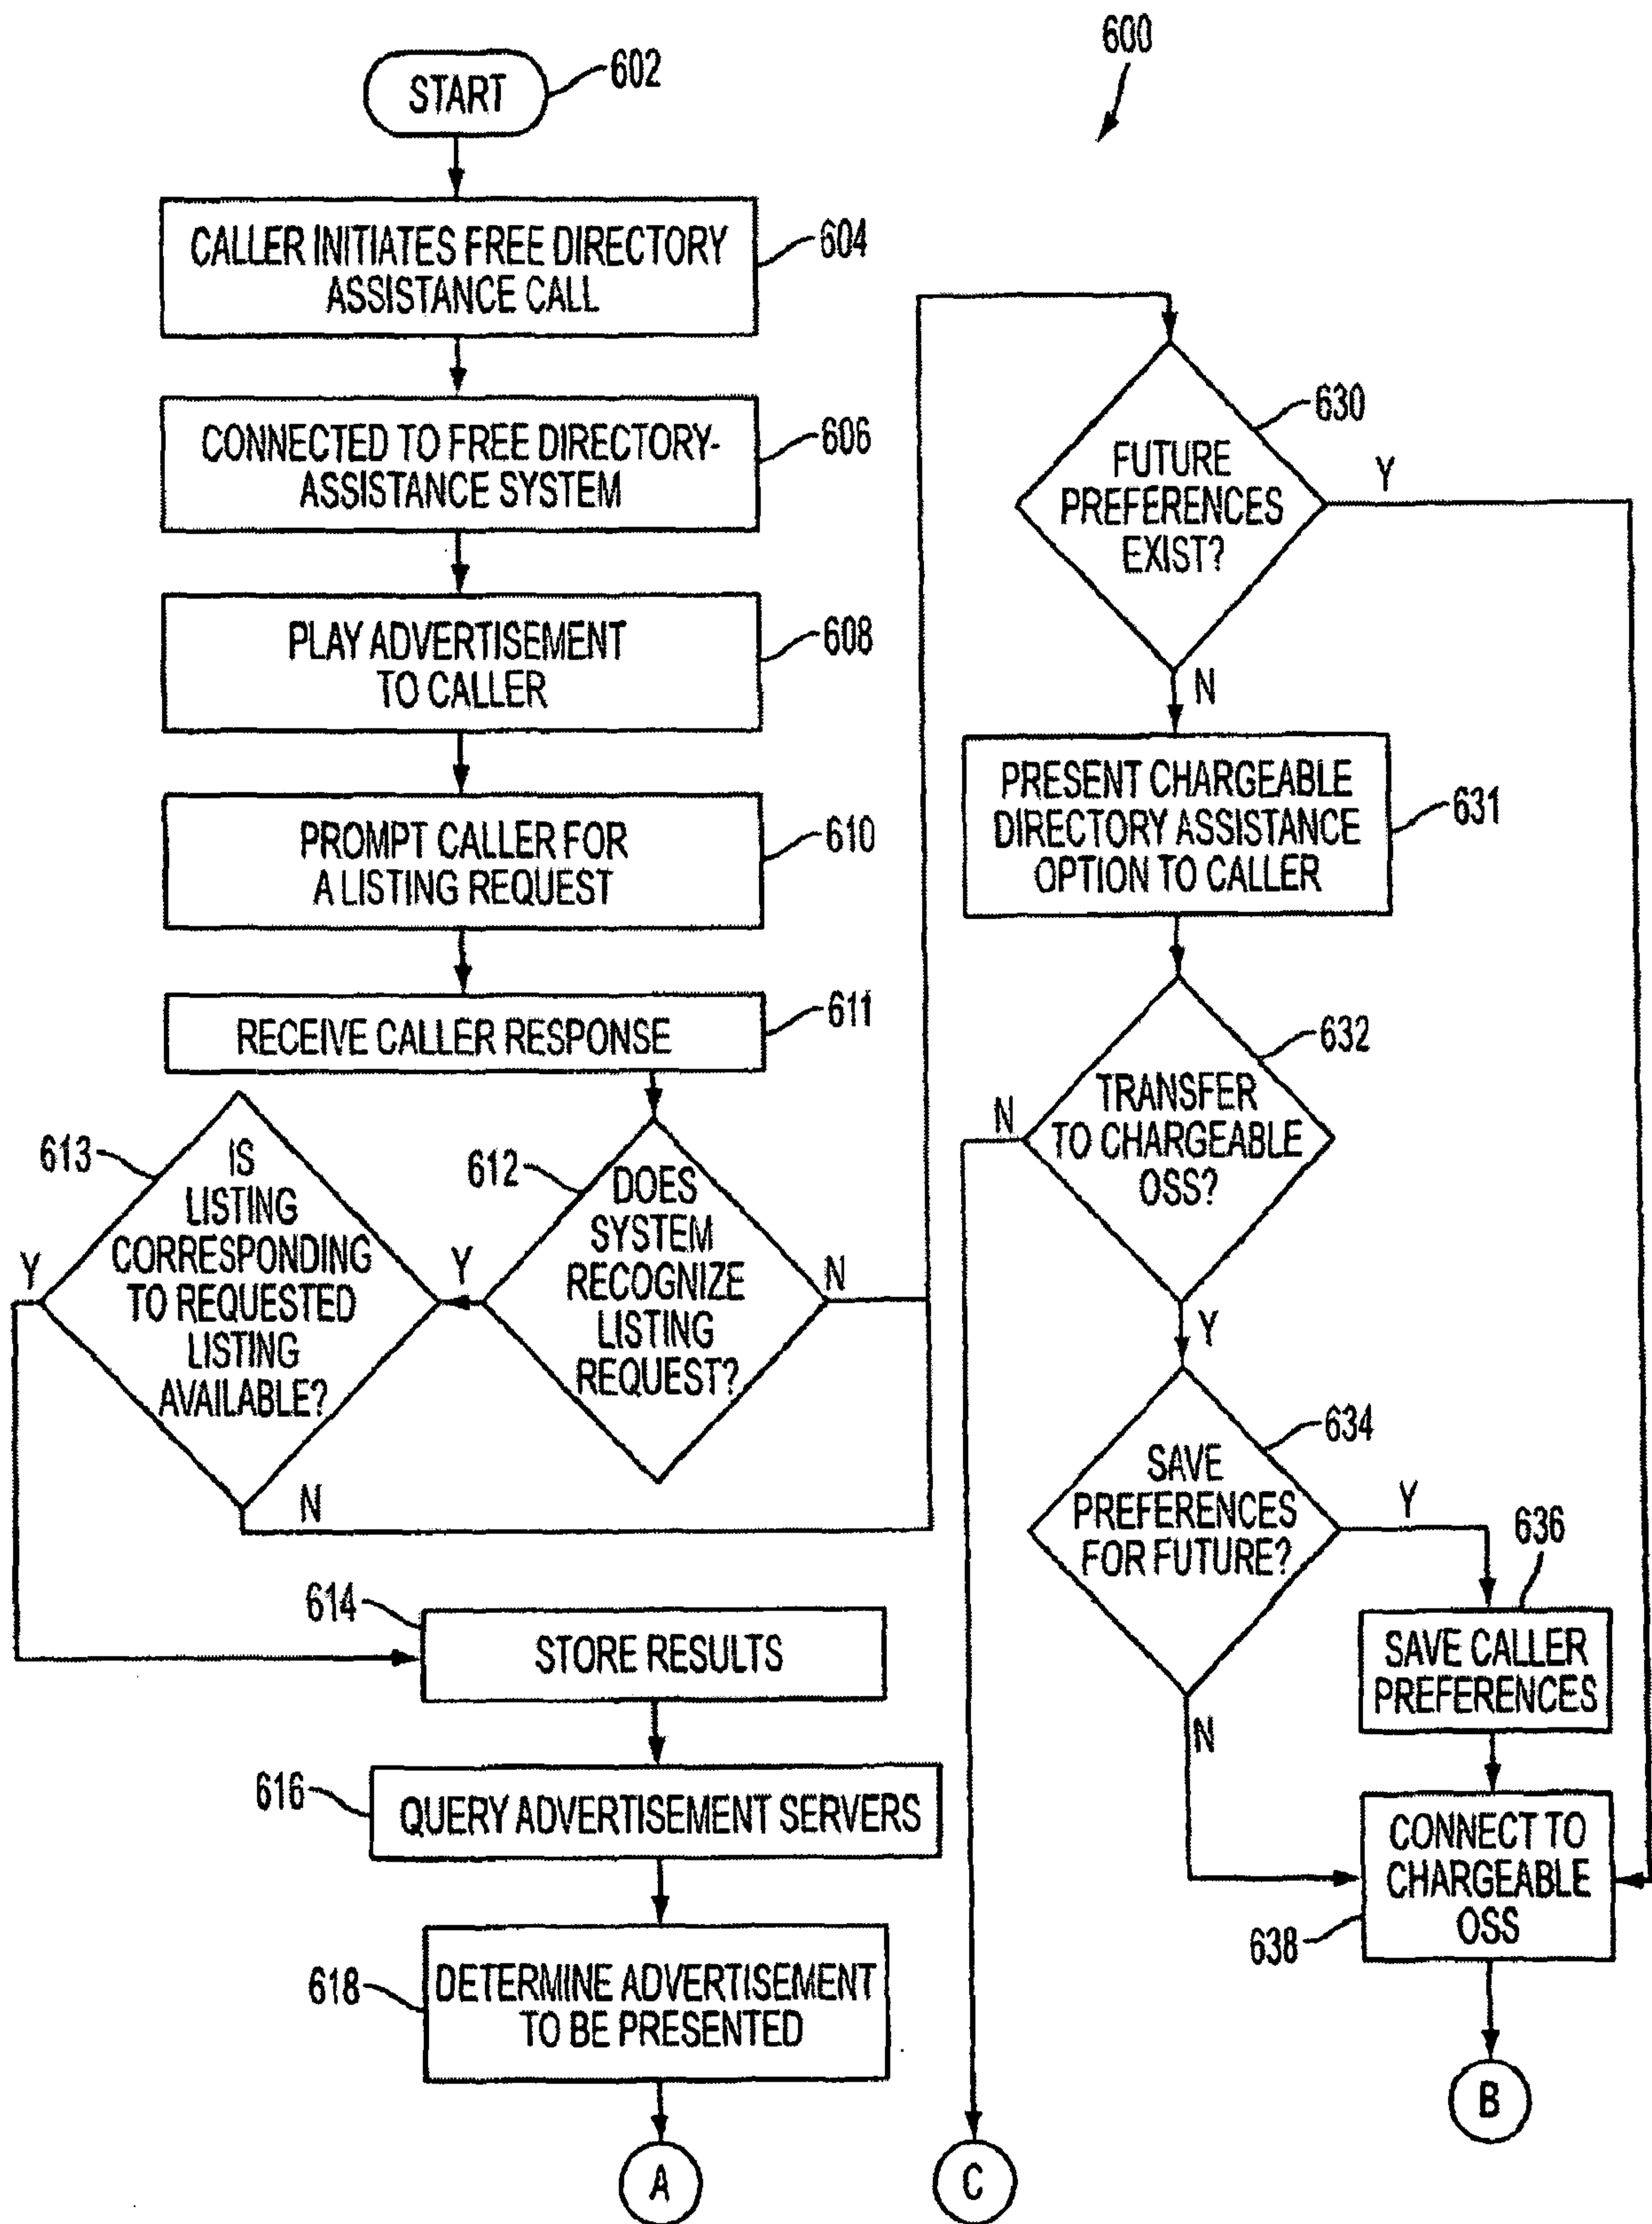 600
START
602
CALLER INITIATES FREE DIRECTORY
ASSISTANCE CALL
604
CONNECTED TO FREE DIRECTORY-
ASSISTANCE SYSTEM
606
PLAY ADVERTISEMENT
TO CALLER
608
PROMPT CALLER FOR
A LISTING REQUEST
610
RECEIVE CALLER RESPONSE
611
612
DOES
SYSTEM
RECOGNIZE
LISTING
REQUEST?
Y
N
613
IS
LISTING
CORRESPONDING
TO REQUESTED
LISTING
AVAILABLE?
Y
N
614
STORE RESULTS
616
QUERY ADVERTISEMENT SERVERS
618
DETERMINE ADVERTISEMENT
TO BE PRESENTED
A
630
FUTURE
PREFERENCES
EXIST?
Y
N
PRESENT CHARGEABLE
DIRECTORY ASSISTANCE
OPTION TO CALLER
631
632
TRANSFER
TO CHARGEABLE
OSS?
N
Y
634
SAVE
PREFERENCES
FOR FUTURE?
Y
N
636
SAVE CALLER
PREFERENCES
CONNECT TO
CHARGEABLE
OSS
638
B
C